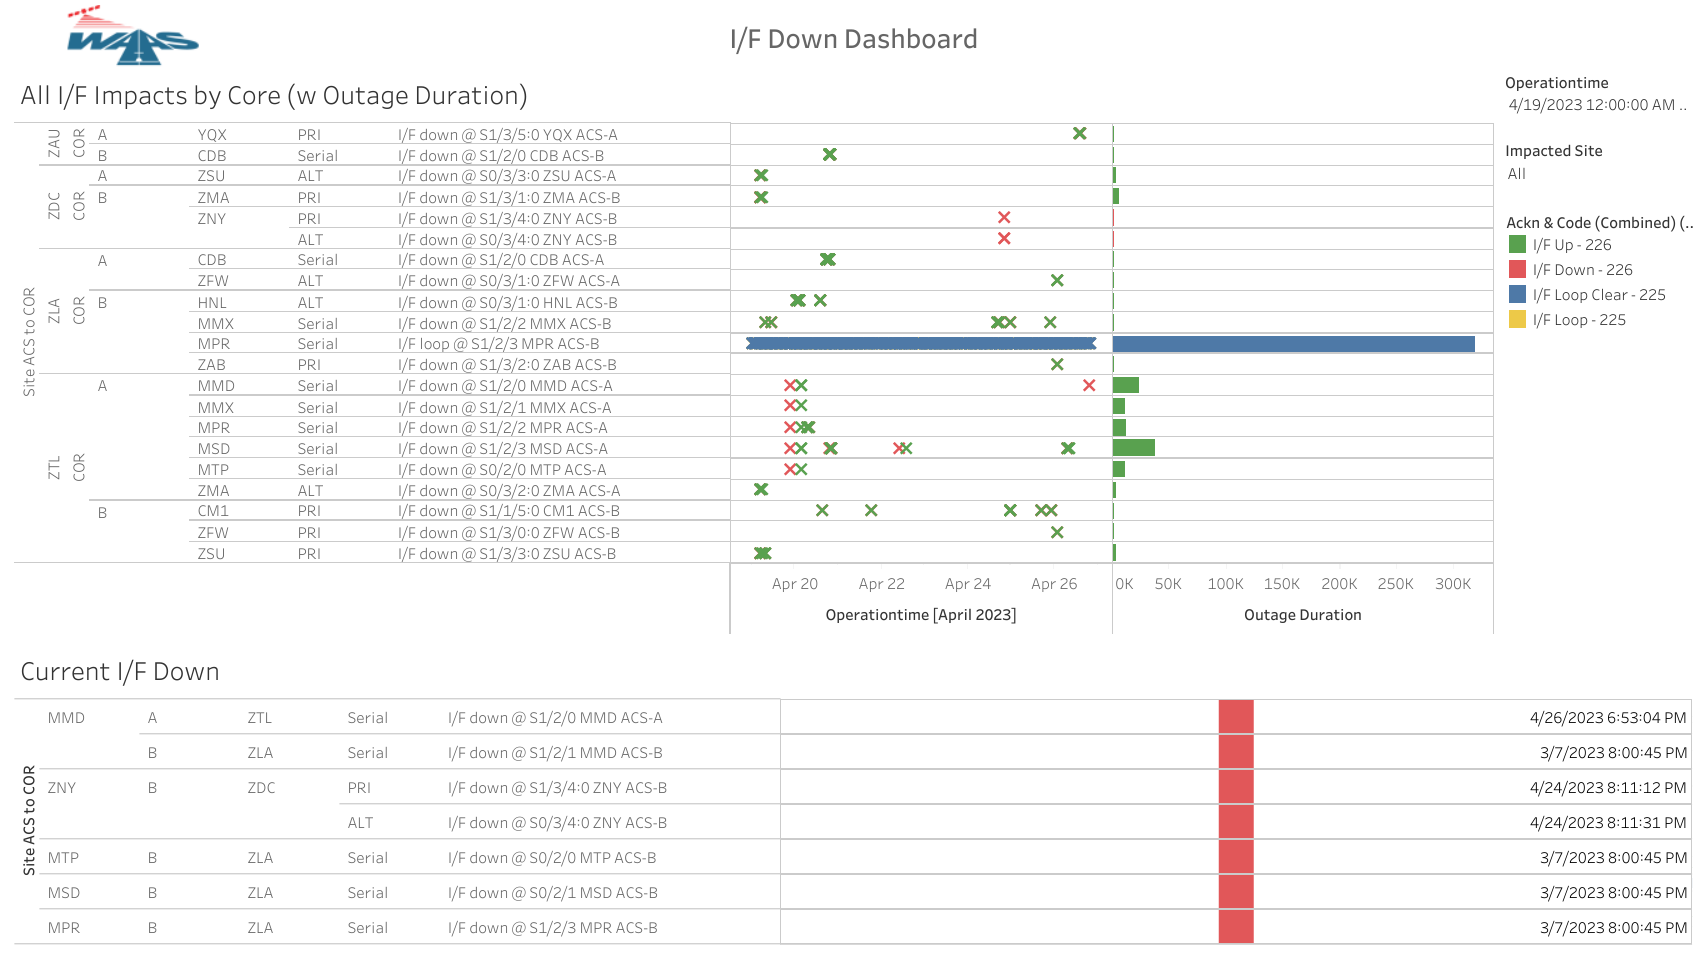 WAAS
I/F Down Dashboard
All I/F Impacts by Core (w Outage Duration)
Site ACS to COR
ZAU COR A YQX PRI I/F down @ S1/3/5:0 YQX ACS-A
B CDB Serial I/F down @ S1/2/0 CDB ACS-B
ZDC COR A ZSU ALT I/F down @ S0/3/3:0 ZSU ACS-A
B ZMA PRI I/F down @ S1/3/1:0 ZMA ACS-B
ZNY PRI I/F down @ S1/3/4:0 ZNY ACS-B
ALT I/F down @ S0/3/4:0 ZNY ACS-B
ZLA COR A CDB Serial I/F down @ S1/2/0 CDB ACS-A
ZFW ALT I/F down @ S0/3/1:0 ZFW ACS-A
B HNL ALT I/F down @ S0/3/1:0 HNL ACS-B
MMX Serial I/F down @ S1/2/2 MMX ACS-B
MPR Serial I/F loop @ S1/2/3 MPR ACS-B
ZAB PRI I/F down @ S1/3/2:0 ZAB ACS-B
ZTL COR A MMD Serial I/F down @ S1/2/0 MMD ACS-A
MMX Serial I/F down @ S1/2/1 MMX ACS-A
MPR Serial I/F down @ S1/2/2 MPR ACS-A
MSD Serial I/F down @ S1/2/3 MSD ACS-A
MTP Serial I/F down @ S0/2/0 MTP ACS-A
ZMA ALT I/F down @ S0/3/2:0 ZMA ACS-A
B CM1 PRI I/F down @ S1/1/5:0 CM1 ACS-B
ZFW PRI I/F down @ S1/3/0:0 ZFW ACS-B
ZSU PRI I/F down @ S1/3/3:0 ZSU ACS-B
Apr 20 Apr 22 Apr 24 Apr 26 0K 50K 100K 150K 200K 250K 300K
Operationtime [April 2023] Outage Duration
Operationtime
4/19/2023 12:00:00 AM ..
Impacted Site
All
Ackn & Code (Combined) (..
I/F Up - 226
I/F Down - 226
I/F Loop Clear - 225
I/F Loop - 225
Current I/F Down
Site ACS to COR
MMD A ZTL Serial I/F down @ S1/2/0 MMD ACS-A 4/26/2023 6:53:04 PM
B ZLA Serial I/F down @ S1/2/1 MMD ACS-B 3/7/2023 8:00:45 PM
ZNY B ZDC PRI I/F down @ S1/3/4:0 ZNY ACS-B 4/24/2023 8:11:12 PM
ALT I/F down @ S0/3/4:0 ZNY ACS-B 4/24/2023 8:11:31 PM
MTP B ZLA Serial I/F down @ S0/2/0 MTP ACS-B 3/7/2023 8:00:45 PM
MSD B ZLA Serial I/F down @ S0/2/1 MSD ACS-B 3/7/2023 8:00:45 PM
MPR B ZLA Serial I/F down @ S1/2/3 MPR ACS-B 3/7/2023 8:00:45 PM